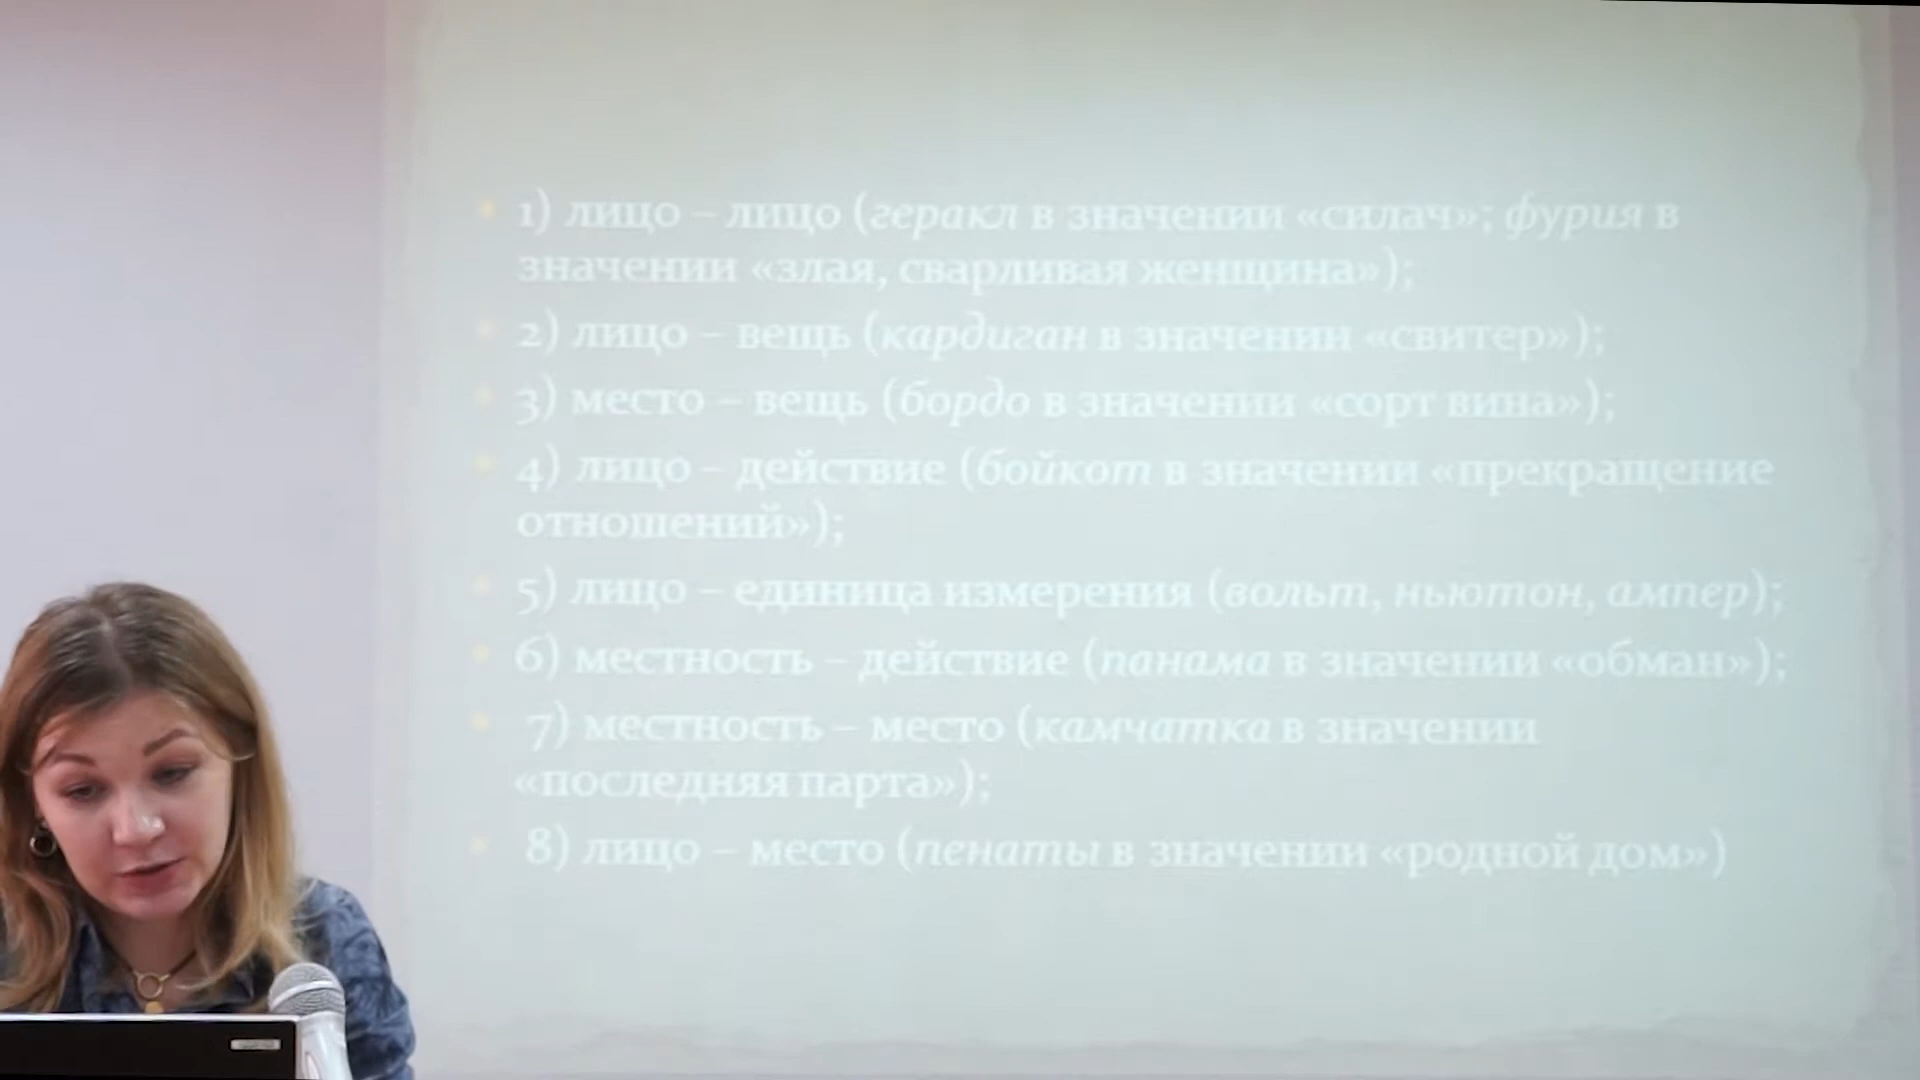 1) лицо – лицо (геракл в значении «силач»; фурия в
значении «злая, сварливая женщина»);
2) лицо – вещь (кардиган в значении «свитер»);
3) место – вещь (бордо в значении «сорт вина»);
4) лицо – действие (бойкот в значении «прекращение
отношений»);
5) лицо – единица измерения (вольт, ньютон, ампер);
6) местность – действие (панама в значении «обман»);
7) местность – место (камчатка в значении
«последняя парта»);
8) лицо – место (пенаты в значении «родной дом»)